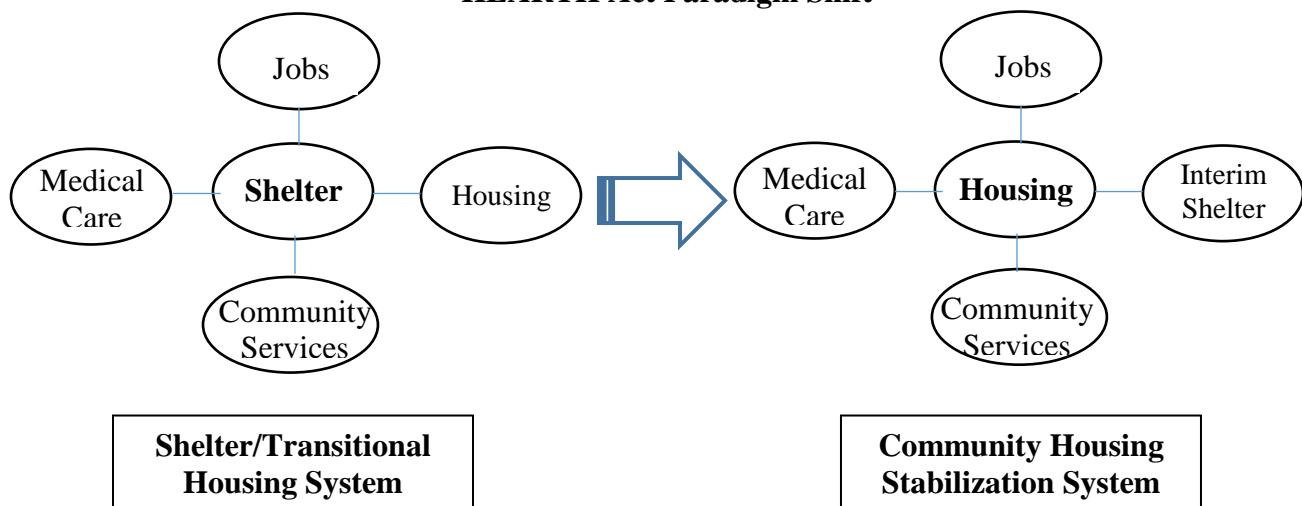 Jobs
Medical
Care
Shelter
Housing
Community
Services
Shelter/Transitional
Housing System
Jobs
Medical
Care
Housing
Interim
Shelter
Community
Services
Community Housing
Stabilization System